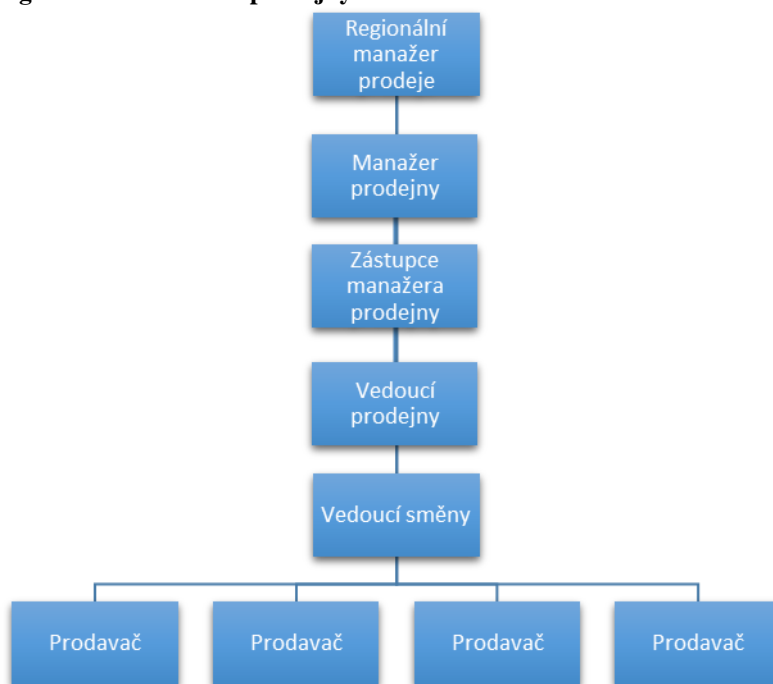 Regionální
manažer
prodeje
Manažer
prodejny
Zástupce
manažera
prodejny
Vedoucí
prodejny
Vedoucí směny
Prodavač Prodavač Prodavač Prodavač